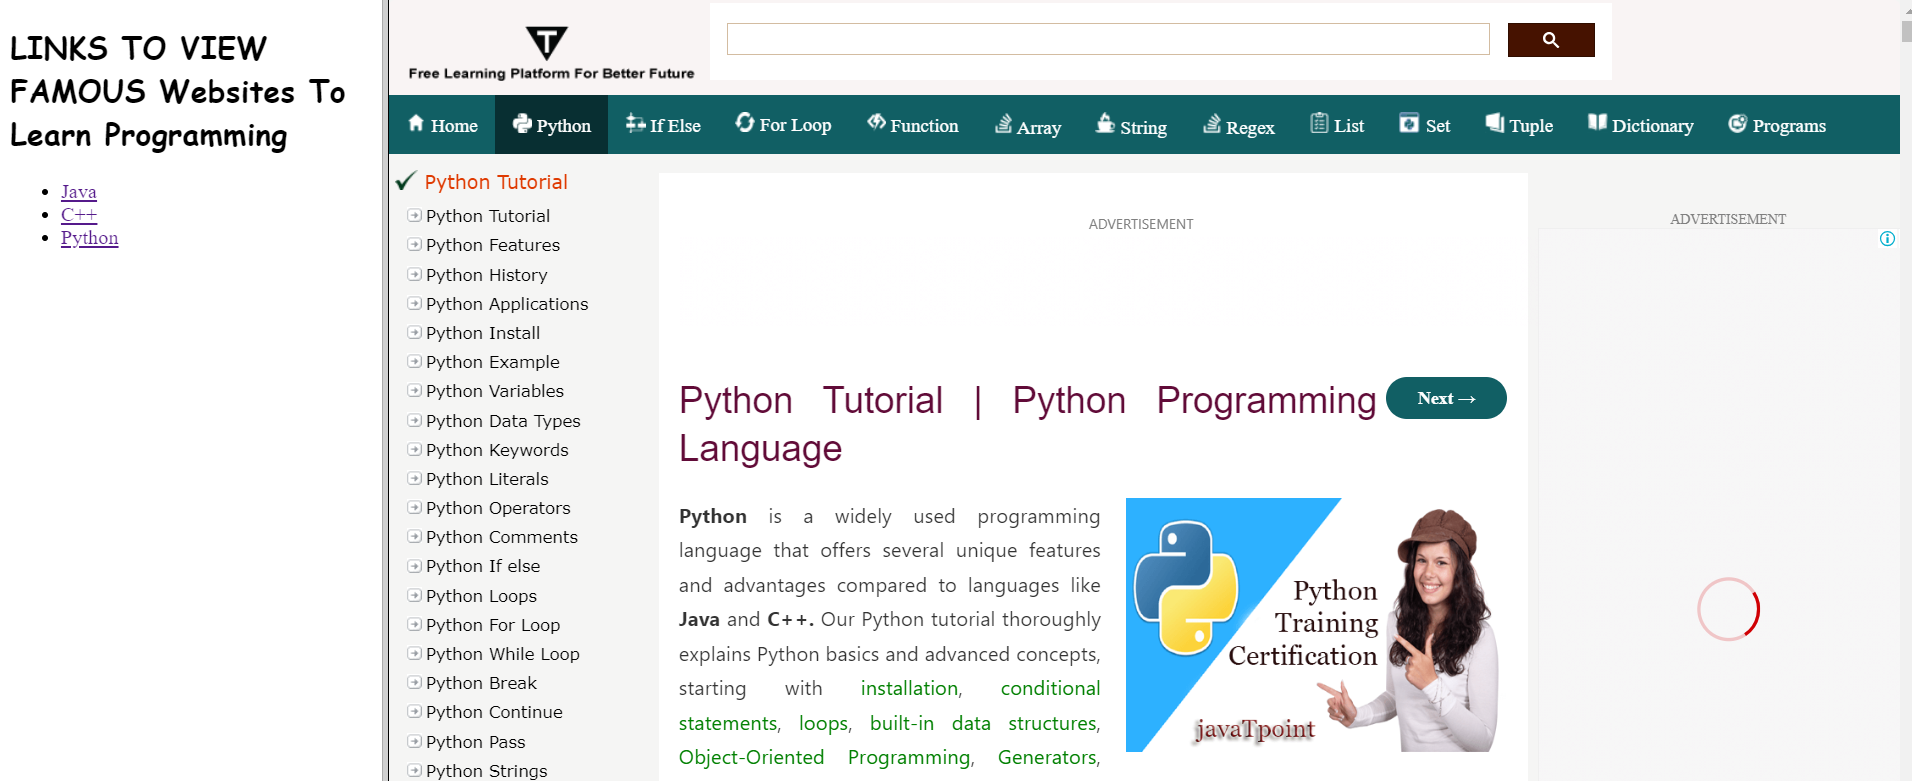 LINKS TO VIEW
FAMOUS Websites To
Learn Programming
Java
C++
Python
T
Free Learning Platform For Better Future
Home Python If Else For Loop Function Array String Regex List Set Tuple Dictionary Programs
Python Tutorial
Python Tutorial
Python Features
Python History
Python Applications
Python Install
Python Example
Python Variables
Python Data Types
Python Keywords
Python Literals
Python Operators
Python Comments
Python If else
Python Loops
Python For Loop
Python While Loop
Python Break
Python Continue
Python Pass
Python Strings
ADVERTISEMENT
Python Tutorial | Python Programming
Language
Next →
Python is a widely used programming
language that offers several unique features
and advantages compared to languages like
Java and C++. Our Python tutorial thoroughly
explains Python basics and advanced concepts,
starting with installation, conditional
statements, loops, built-in data structures,
Object-Oriented Programming, Generators,
Python
Training
Certification
javaTpoint
ADVERTISEMENT